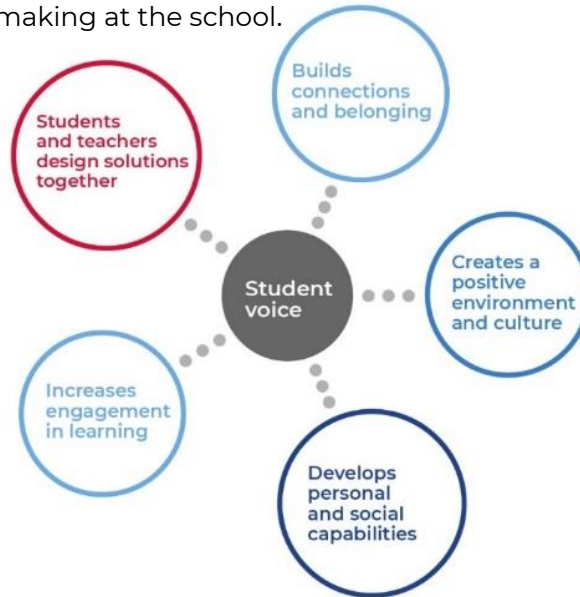 making at the school.
Builds
connections
and belonging
Students
and teachers
design solutions
together
Student
voice
Creates a
positive
environment
and culture
Increases
engagement
in learning
Develops
personal
and social
capabilities